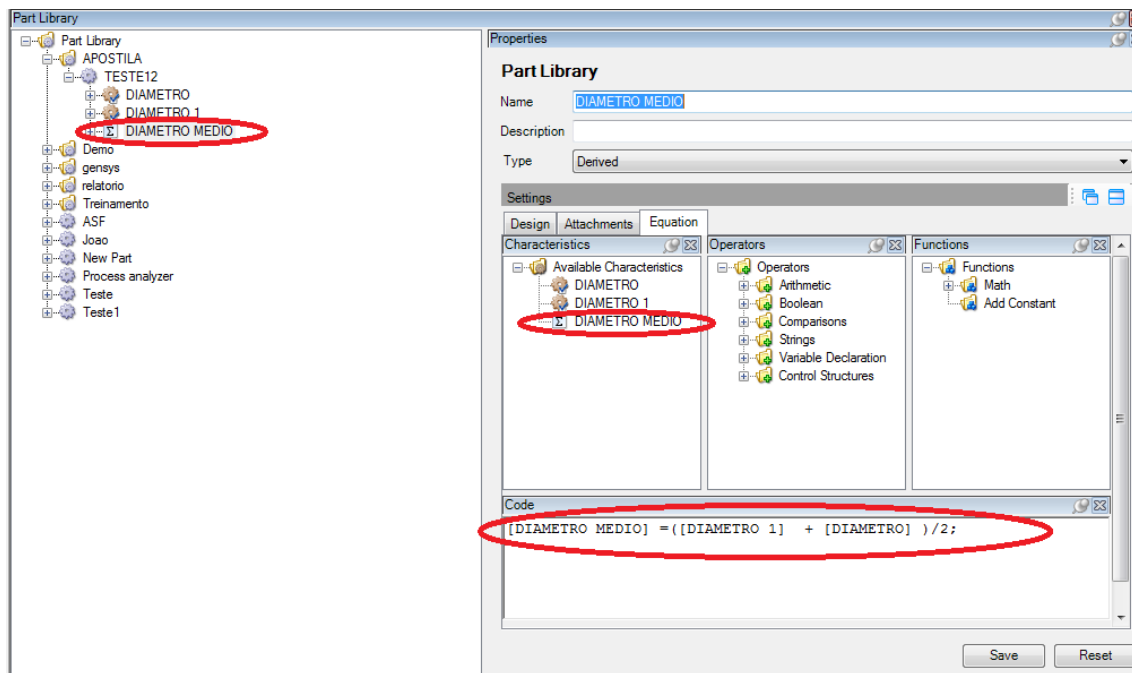 Part Library
Part Library
APOSTILA
TESTE12
DIAMETRO
DIAMETRO 1
Σ DIAMETRO MEDIO
Demo
gensys
relatorio
Treinamento
ASF
Joao
New Part
Process analyzer
Teste
Teste1
Properties
Part Library
Name DIAMETRO MEDIO
Description
Type Derived
Settings
Design Attachments Equation
Characteristics Operators Functions
Available Characteristics
DIAMETRO
DIAMETRO 1
Σ DIAMETRO MEDIO
Operators
Arithmetic
Boolean
Comparisons
Strings
Variable Declaration
Control Structures
Functions
Math
Add Constant
Code
[DIAMETRO MEDIO] =([DIAMETRO 1]  + [DIAMETRO] )/2;
Save Reset